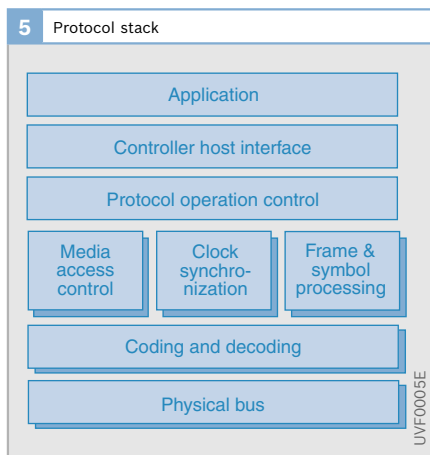 5 Protocol stack
Application
Controller host interface
Protocol operation control
Media
access
control
Clock
synchro-
nization
Frame &
symbol
processing
Coding and decoding
Physical bus
UVF0005E